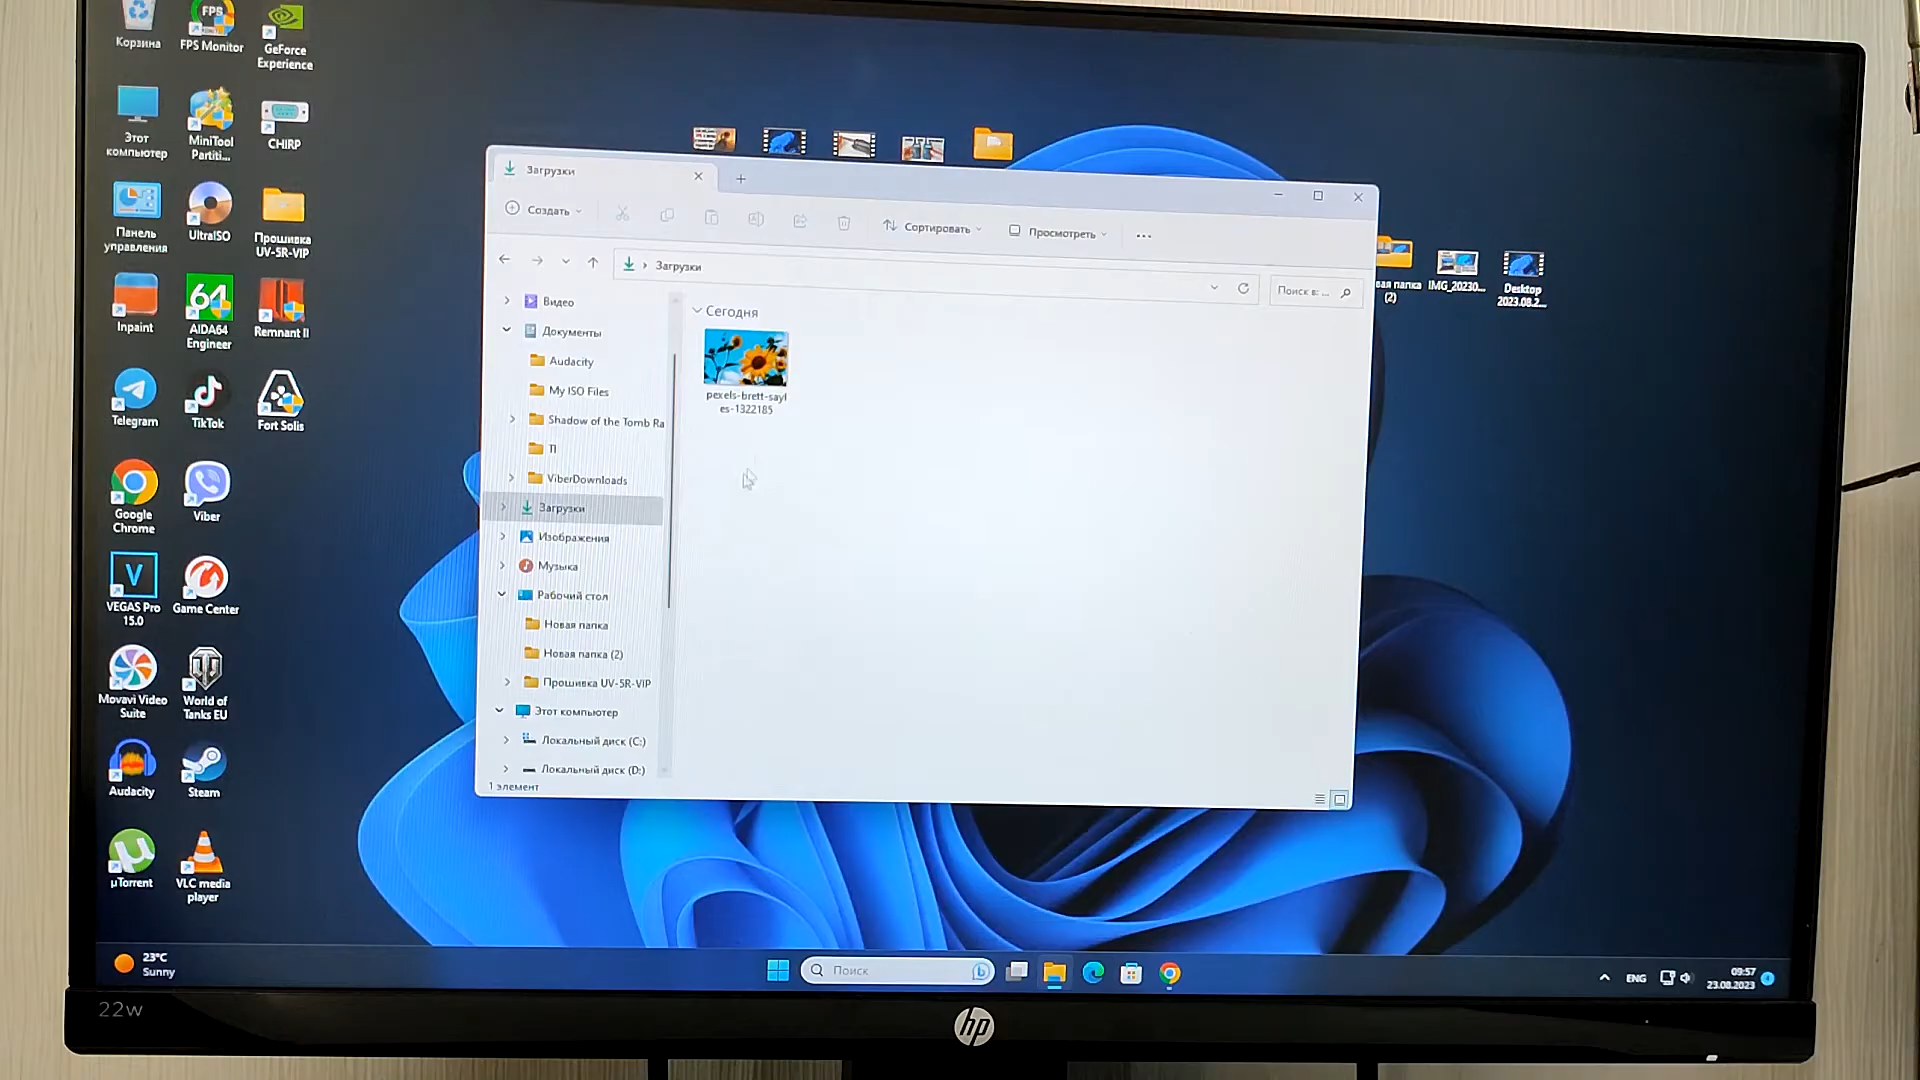 Корзина
FPS
FPS Monitor
GeForce
Experience
Этот
компьютер
MiniTool
Partiti...
CHIRP
Панель
управления
UltraISO
Прошивка
UV-5R-VIP
Inpaint
64
AIDA64
Engineer
Remnant II
Telegram
TikTok
Fort Solis
Google
Chrome
Viber
V
VEGAS Pro
15.0
Game Center
Movavi Video
Suite
World of
Tanks EU
Audacity
Steam
µTorrent
VLC media
player
Загрузки
Создать
Сортировать
Просмотреть
Загрузки
Поиск в: ...
Видео
Документы
Audacity
My ISO Files
Shadow of the Tomb Ra
ViberDownloads
Загрузки
Изображения
Музыка
Рабочий стол
Новая папка
Новая папка (2)
Прошивка UV-5R-VIP
Этот компьютер
Локальный диск (C:)
Локальный диск (D:)
1 элемент
Сегодня
pexels-brett-sayl
es-1322185
вая папка
(2)
IMG_20230...
Desktop
2023.08.2...
23°C
Sunny
Поиск
ENG
09:57
23.08.2023
22w
hp